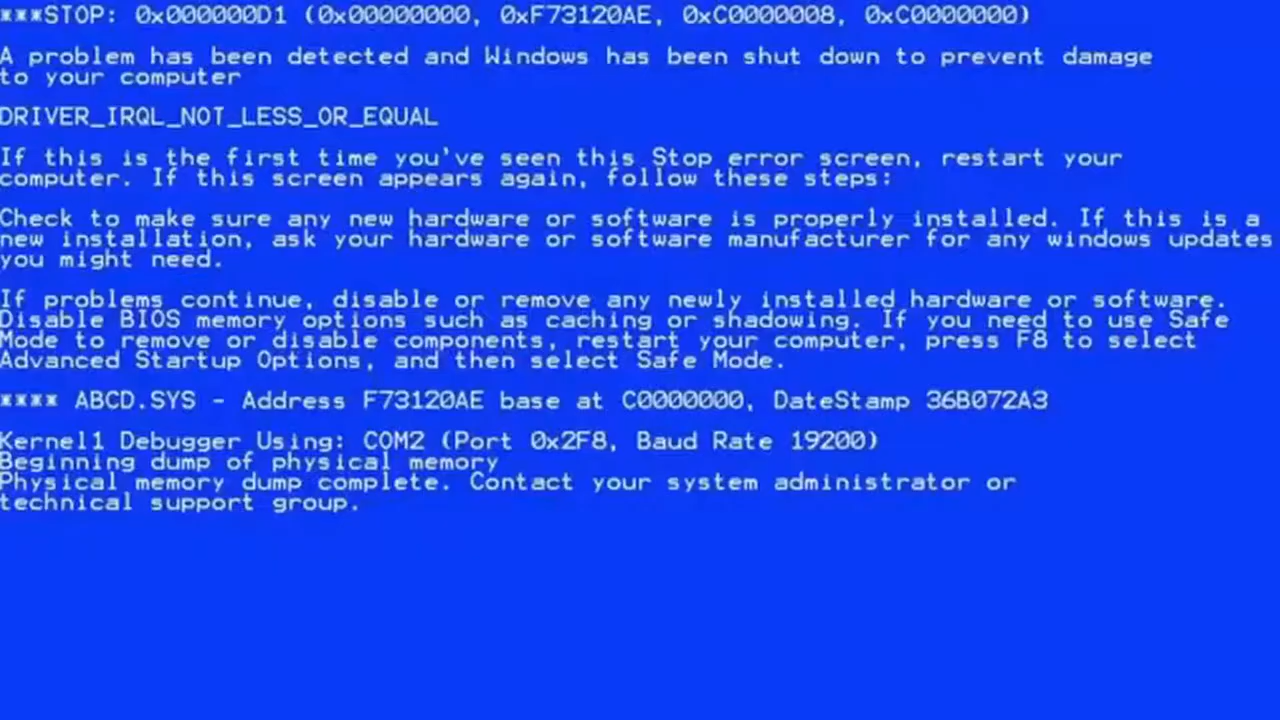 ***STOP: 0x000000D1 (0x00000000, 0xF73120AE, 0xC0000008, 0xC0000000)
A problem has been detected and Windows has been shut down to prevent damage
to your computer
DRIVER_IRQL_NOT_LESS_OR_EQUAL
If this is the first time you've seen this Stop error screen, restart your
computer. If this screen appears again, follow these steps:
Check to make sure any new hardware or software is properly installed. If this is a
new installation, ask your hardware or software manufacturer for any windows updates
you might need.
If problems continue, disable or remove any newly installed hardware or software.
Disable BIOS memory options such as caching or shadowing. If you need to use Safe
Mode to remove or disable components, restart your computer, press F8 to select
Advanced Startup Options, and then select Safe Mode.
**** ABCD.SYS - Address F73120AE base at C0000000, DateStamp 36B072A3
Kernel1 Debugger Using: COM2 (Port 0x2F8, Baud Rate 19200)
Beginning dump of physical memory
Physical memory dump complete. Contact your system administrator or
technical support group.